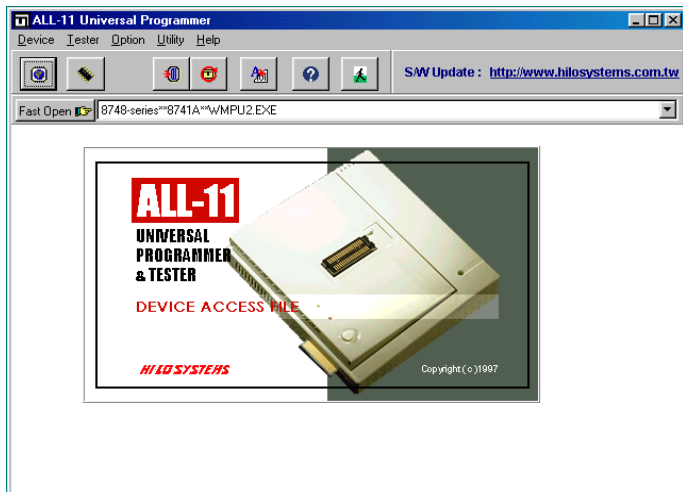 ALL-11 Universal Programmer
Device Tester Option Utility Help
S/W Update : http://www.hilosystems.com.tw
Fast Open 8748-series**8741A**WMPU2.EXE
ALL-11
UNIVERSAL
PROGRAMMER
& TESTER
DEVICE ACCESS FILE
HI-LO SYSTEMS
Copyright ( c )1997